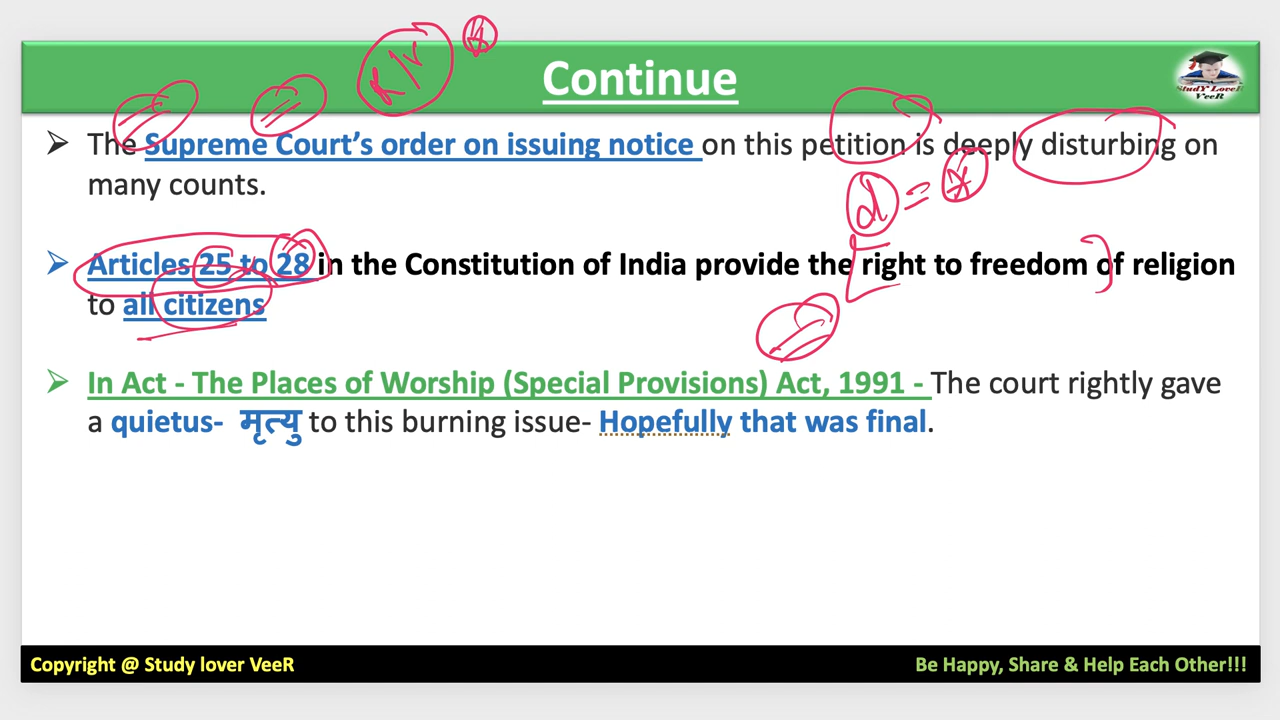 Continue
StudY LoveR
VeeR
➢ The Supreme Court's order on issuing notice on this petition is deeply disturbing on
many counts.
➢ Articles 25 to 28 in the Constitution of India provide the right to freedom of religion
to all citizens
➢ In Act - The Places of Worship (Special Provisions) Act, 1991 - The court rightly gave
a quietus- मृत्यु to this burning issue- Hopefully that was final.
Copyright @ Study lover VeeR
Be Happy, Share & Help Each Other!!!